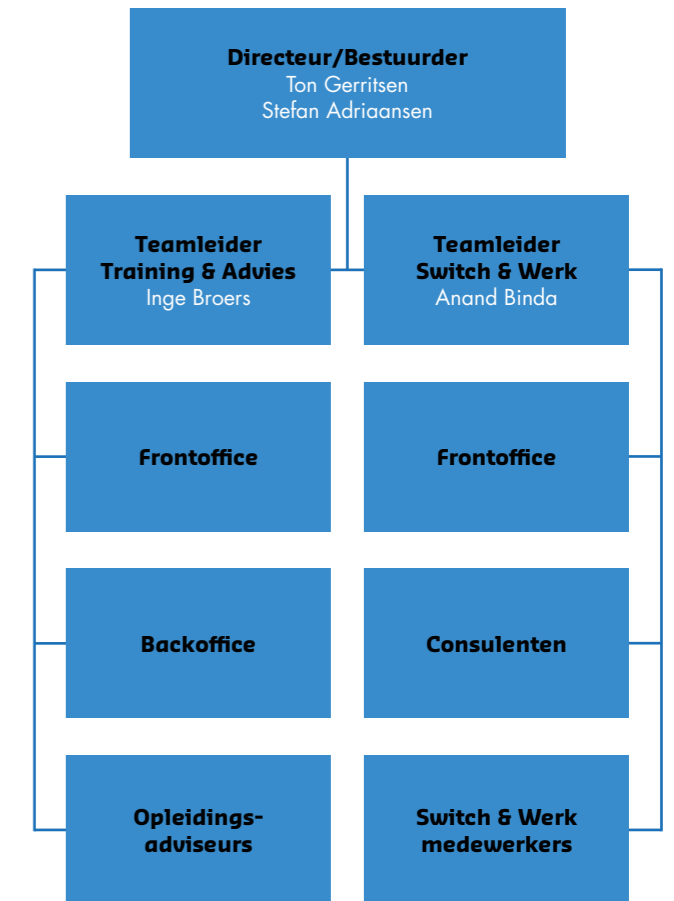 Directeur/Bestuurder
Ton Gerritsen
Stefan Adriaansen
Teamleider
Training & Advies
Inge Broers
Teamleider
Switch & Werk
Anand Binda
Frontoffice
Frontoffice
Backoffice
Consulenten
Opleidings-
adviseurs
Switch & Werk
medewerkers